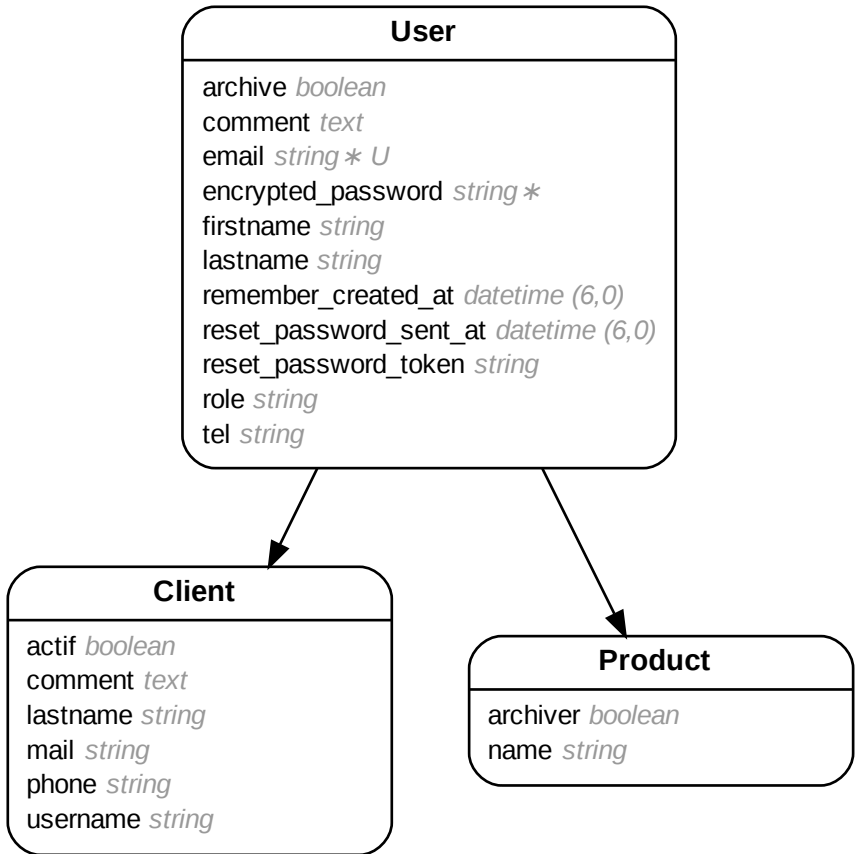 User
archive boolean
comment text
email string∗ U
encrypted_password string∗
firstname string
lastname string
remember_created_at datetime (6,0)
reset_password_sent_at datetime (6,0)
reset_password_token string
role string
tel string
Client
actif boolean
comment text
lastname string
mail string
phone string
username string
Product
archiver boolean
name string